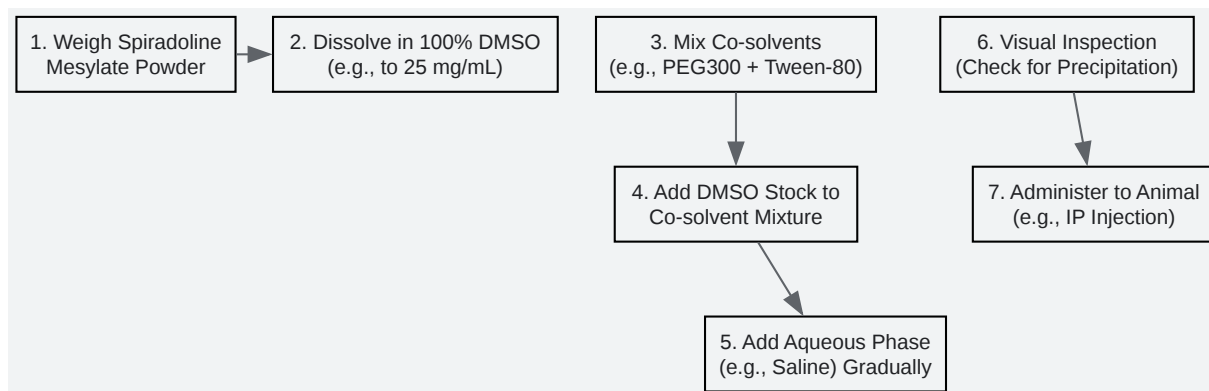 1. Weigh Spiradoline
Mesylate Powder
2. Dissolve in 100% DMSO
(e.g., to 25 mg/mL)
3. Mix Co-solvents
(e.g., PEG300 + Tween-80)
4. Add DMSO Stock to
Co-solvent Mixture
5. Add Aqueous Phase
(e.g., Saline) Gradually
6. Visual Inspection
(Check for Precipitation)
7. Administer to Animal
(e.g., IP Injection)